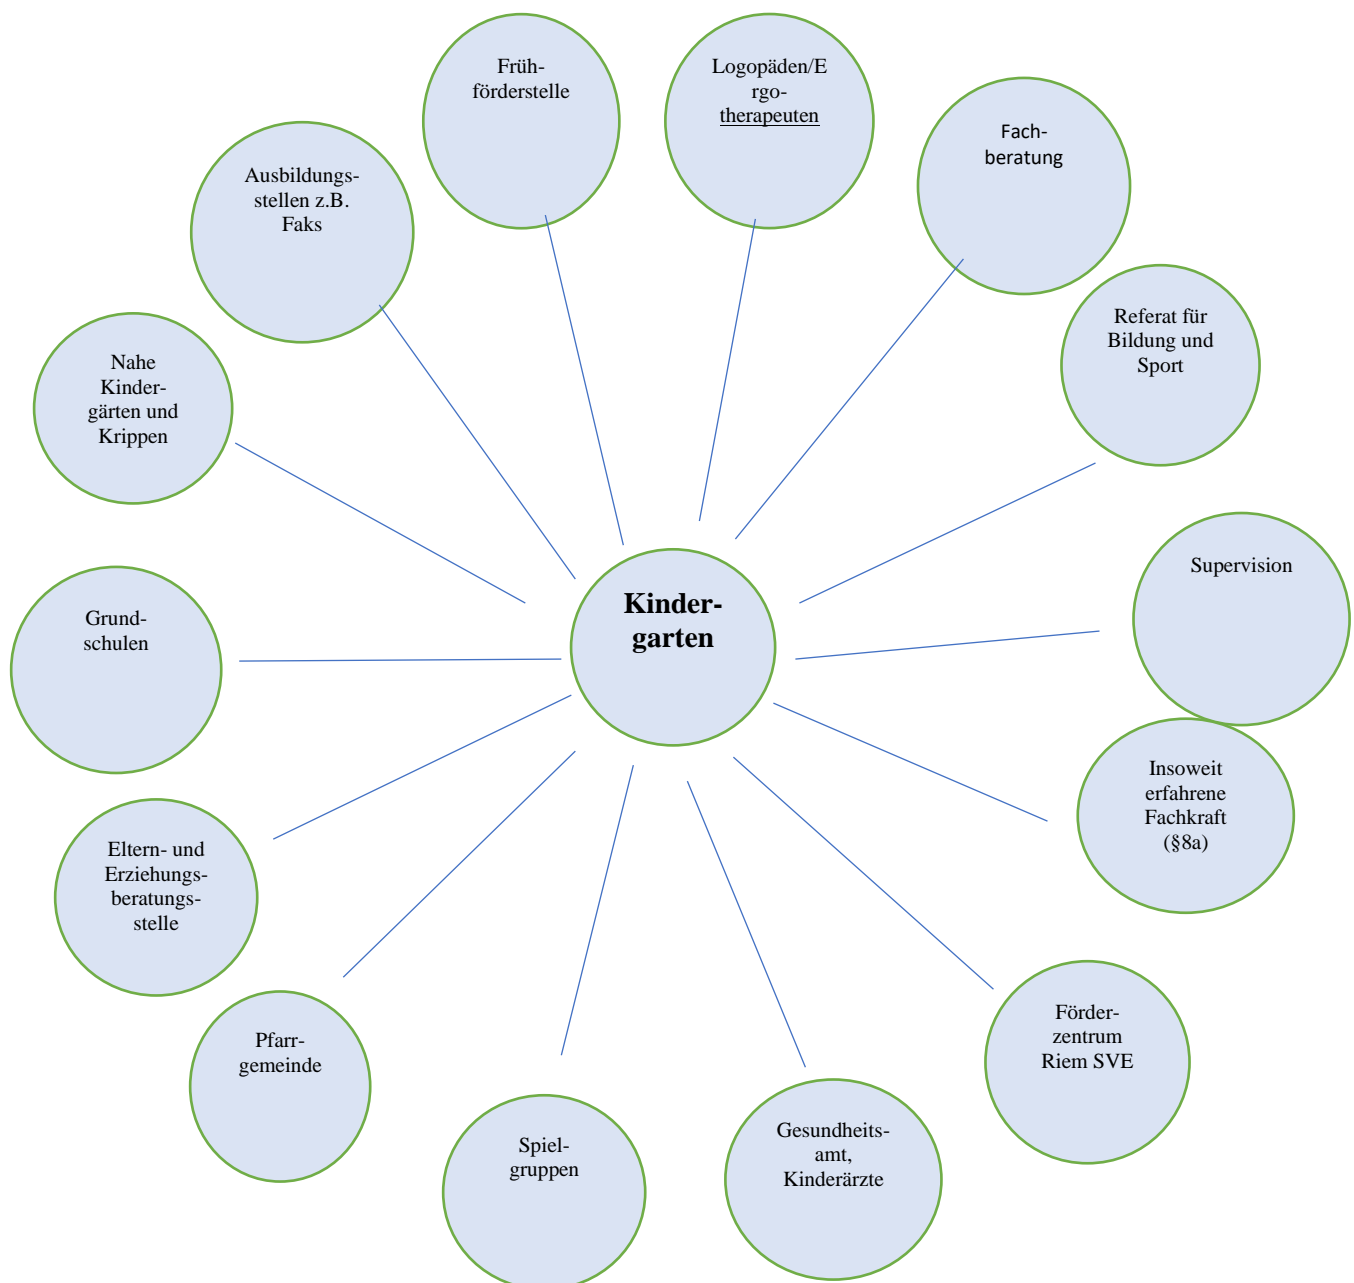 Früh-
förderstelle
Logopäden/E
rgo-
therapeuten
Fach-
beratung
Ausbildungs-
stellen z.B.
Faks
Referat für
Bildung und
Sport
Nahe
Kinder-
gärten und
Krippen
Supervision
Kinder-
garten
Grund-
schulen
Insoweit
erfahrene
Fachkraft
(§8a)
Eltern- und
Erziehungs-
beratungs-
stelle
Förder-
zentrum
Riem SVE
Pfarr-
gemeinde
Gesundheits-
amt,
Kinderärzte
Spiel-
gruppen